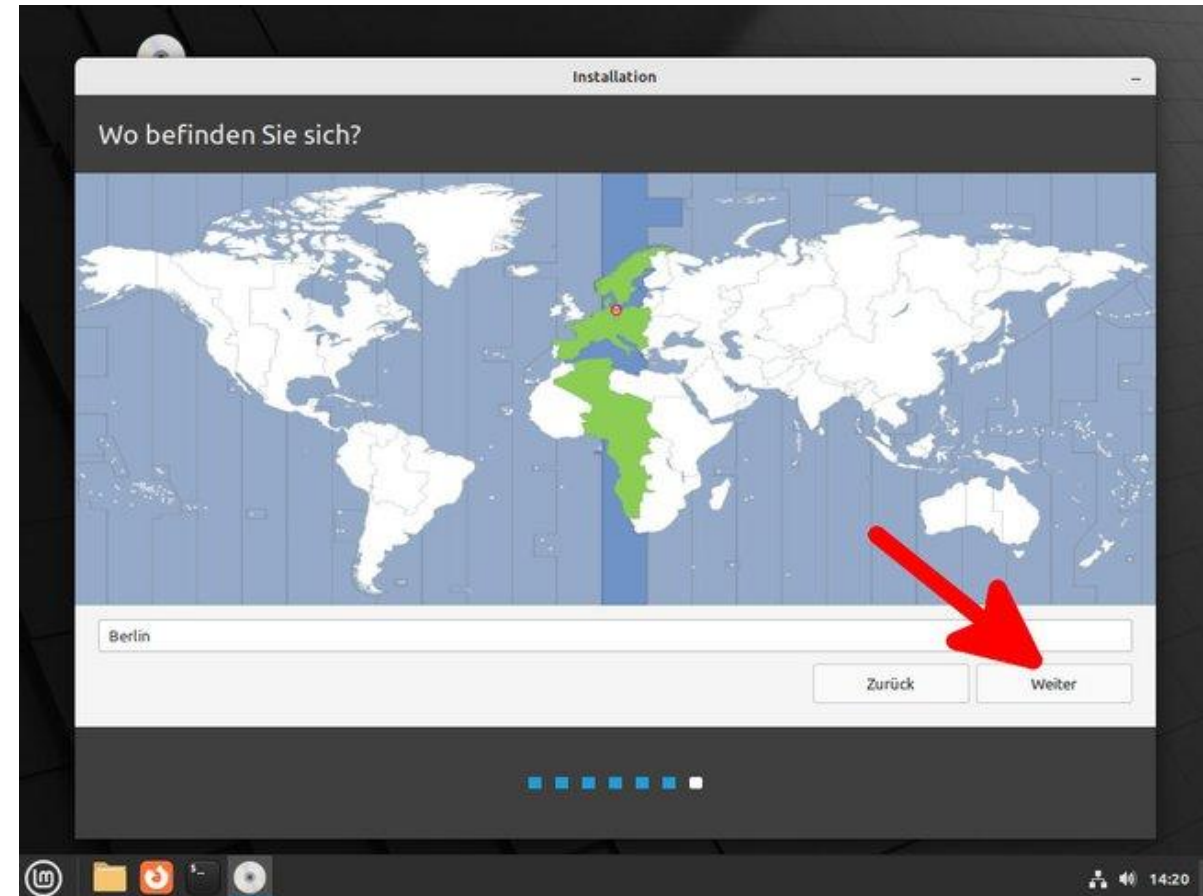 Installation
Wo befinden Sie sich?
Berlin
Zurück
Weiter
14:20